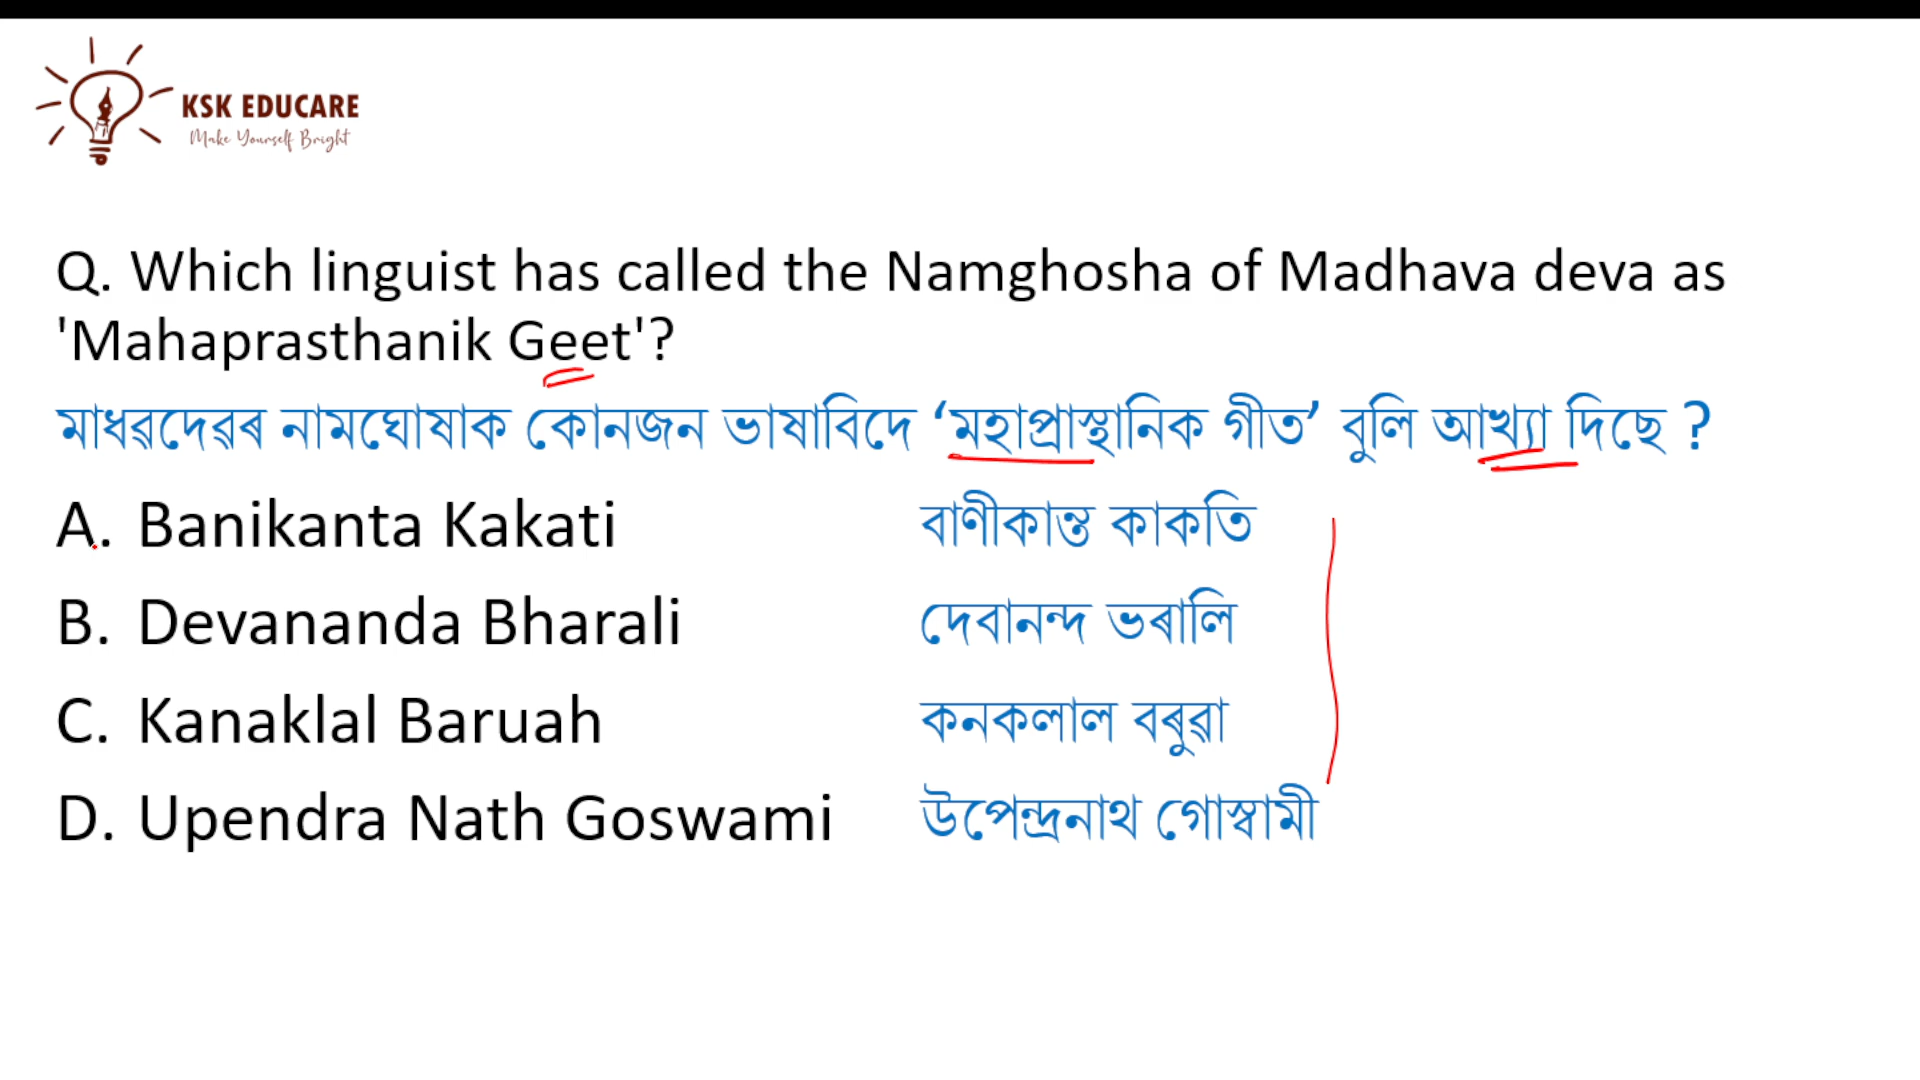 KSK EDUCARE
Make Yourself Bright
Q. Which linguist has called the Namghosha of Madhava deva as
'Mahaprasthanik Geet'?
মাধৱদেৱৰ নামঘোষাক কোনজন ভাষাবিদে ‘মহাপ্ৰাস্থানিক গীত’ বুলি আখ্যা দিছে ?
A. Banikanta Kakati বাণীকান্ত কাকতি
B. Devananda Bharali দেবানন্দ ভৰালি
C. Kanaklal Baruah কনকলাল বৰুৱা
D. Upendra Nath Goswami উপেন্দ্ৰনাথ গোস্বামী